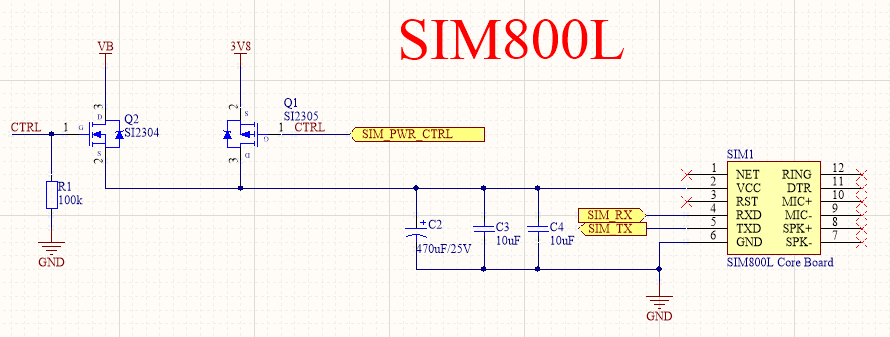 SIM800L
VB
3V8
3
D
Q2
SI2304
CTRL
1
G
S
2
R1
100k
GND
2
S
Q1
SI2305
1
CTRL
G
SIM_PWR_CTRL
3
D
C2
+
470uF/25V
C3
10uF
C4
10uF
SIM_RX
SIM_TX
GND
SIM1
1 NET RING 12
2 VCC DTR 11
3 RST MIC+ 10
4 RXD MIC- 9
5 TXD SPK+ 8
6 GND SPK- 7
SIM800L Core Board